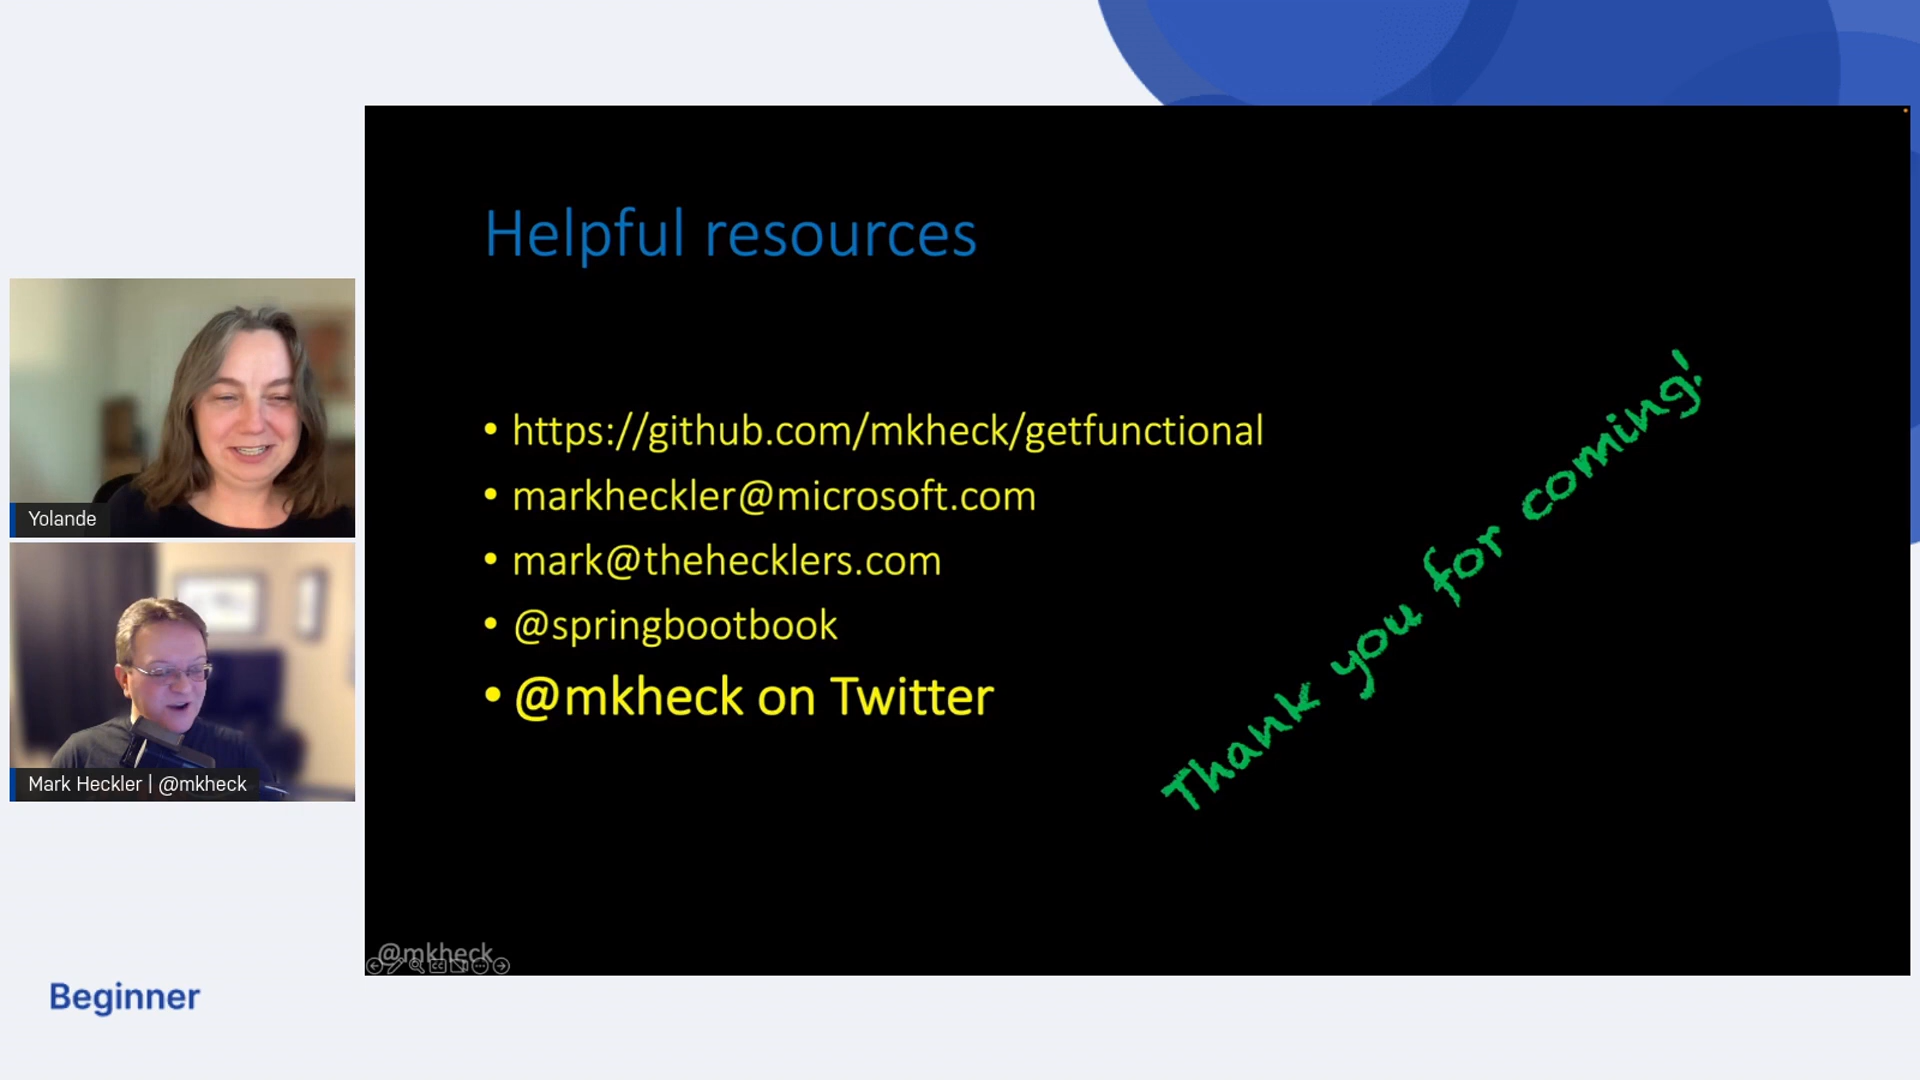 Helpful resources
• https://github.com/mkheck/getfunctional
• markheckler@microsoft.com
• mark@thehecklers.com
• @springbootbook
• @mkheck on Twitter
Thank you for coming!
@mkheck
Yolande
Mark Heckler | @mkheck
Beginner